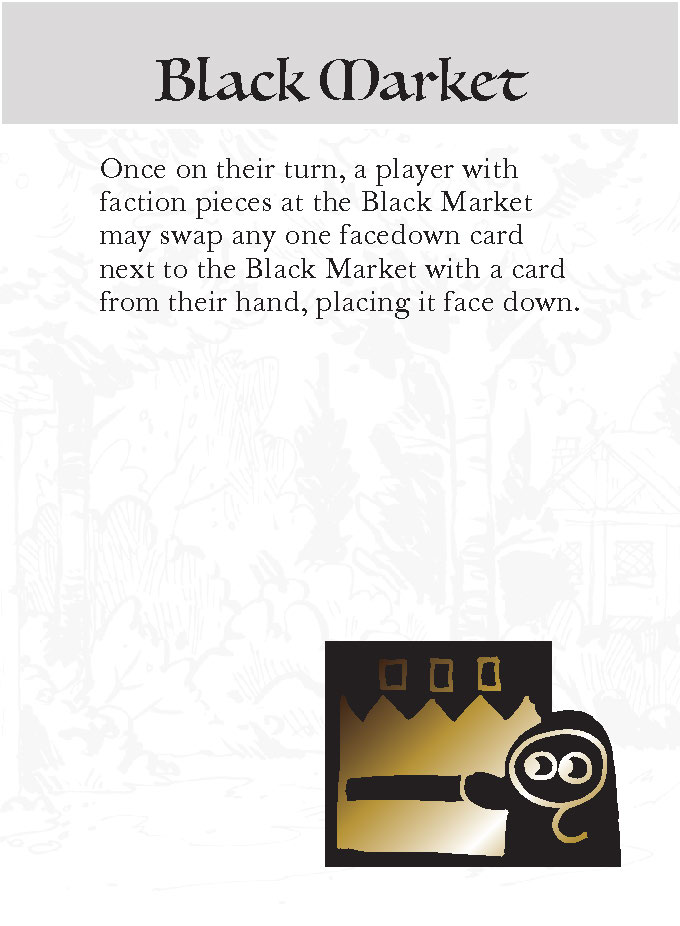 Black Market
Once on their turn, a player with
faction pieces at the Black Market
may swap any one facedown card
next to the Black Market with a card
from their hand, placing it face down.